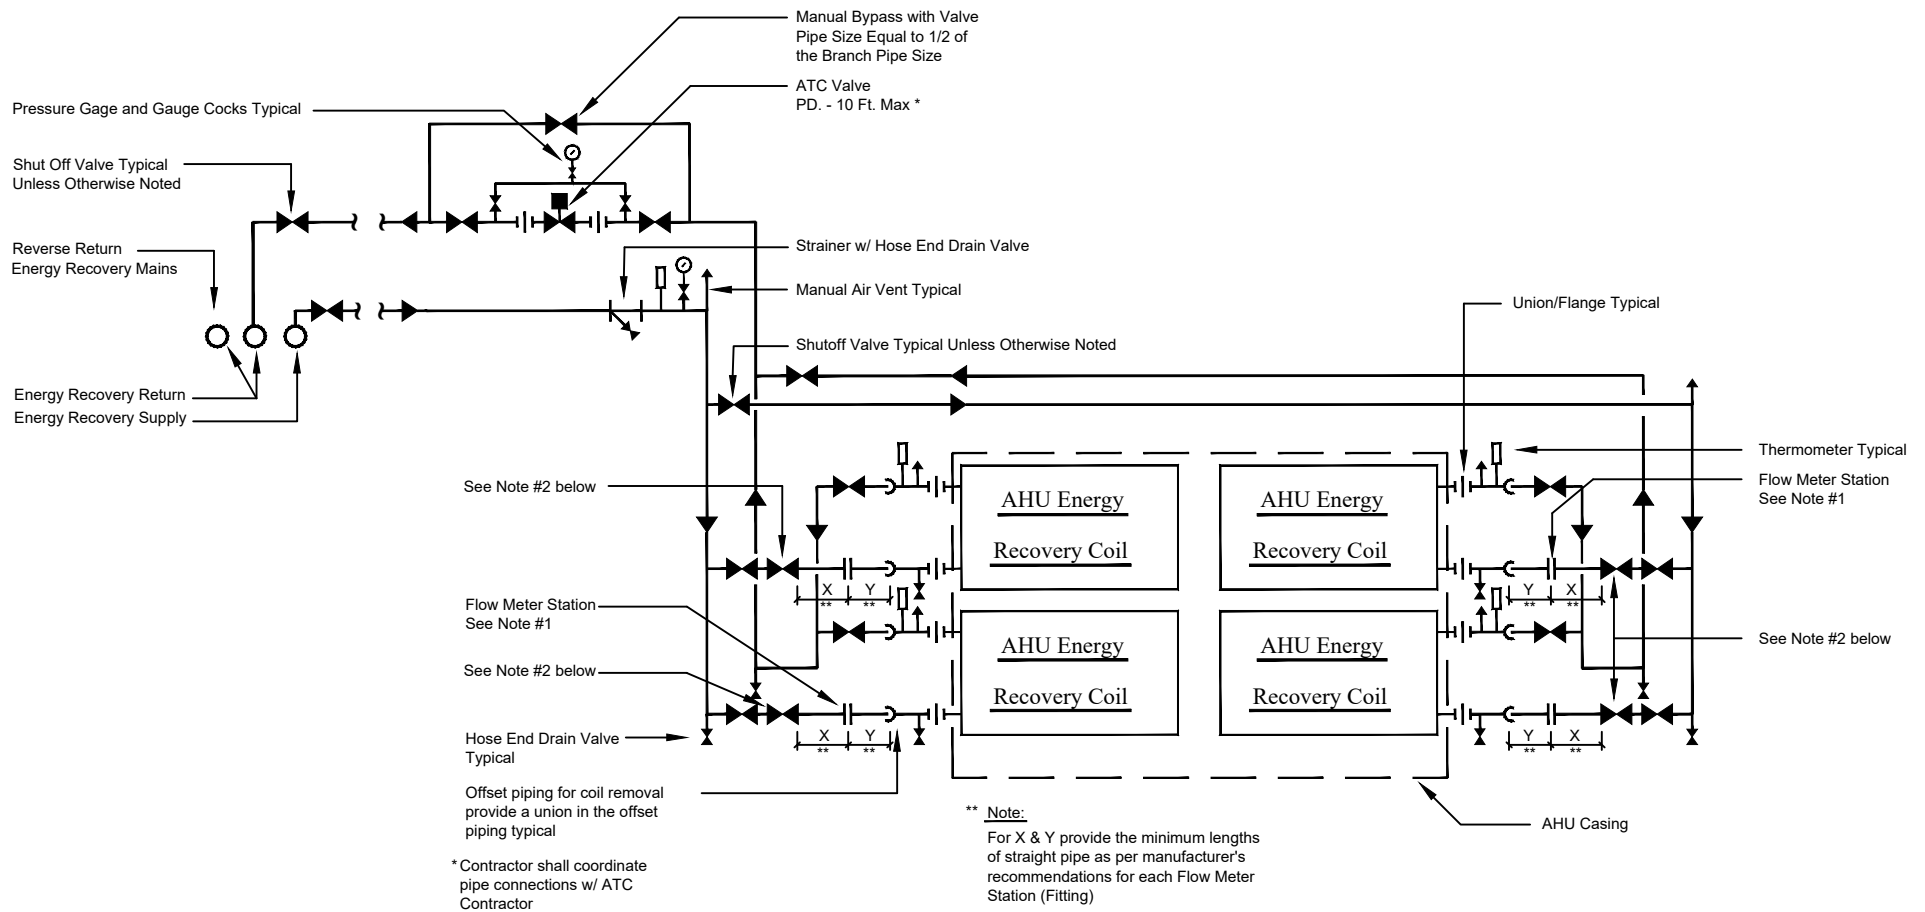 Manual Bypass with Valve
Pipe Size Equal to 1/2 of
the Branch Pipe Size
ATC Valve
PD. - 10 Ft. Max *
Pressure Gage and Gauge Cocks Typical
Shut Off Valve Typical
Unless Otherwise Noted
Reverse Return
Energy Recovery Mains
Strainer w/ Hose End Drain Valve
Manual Air Vent Typical
Union/Flange Typical
Shutoff Valve Typical Unless Otherwise Noted
Energy Recovery Return
Energy Recovery Supply
Thermometer Typical
Flow Meter Station
See Note #1
See Note #2 below
AHU Energy
Recovery Coil
AHU Energy
Recovery Coil
X
**
Y
**
Y
**
X
**
Flow Meter Station
See Note #1
See Note #2 below
See Note #2 below
AHU Energy
Recovery Coil
AHU Energy
Recovery Coil
X
**
Y
**
Y
**
X
**
Hose End Drain Valve
Typical
Offset piping for coil removal
provide a union in the offset
piping typical
AHU Casing
** Note:
For X & Y provide the minimum lengths
of straight pipe as per manufacturer's
recommendations for each Flow Meter
Station (Fitting)
* Contractor shall coordinate
pipe connections w/ ATC
Contractor